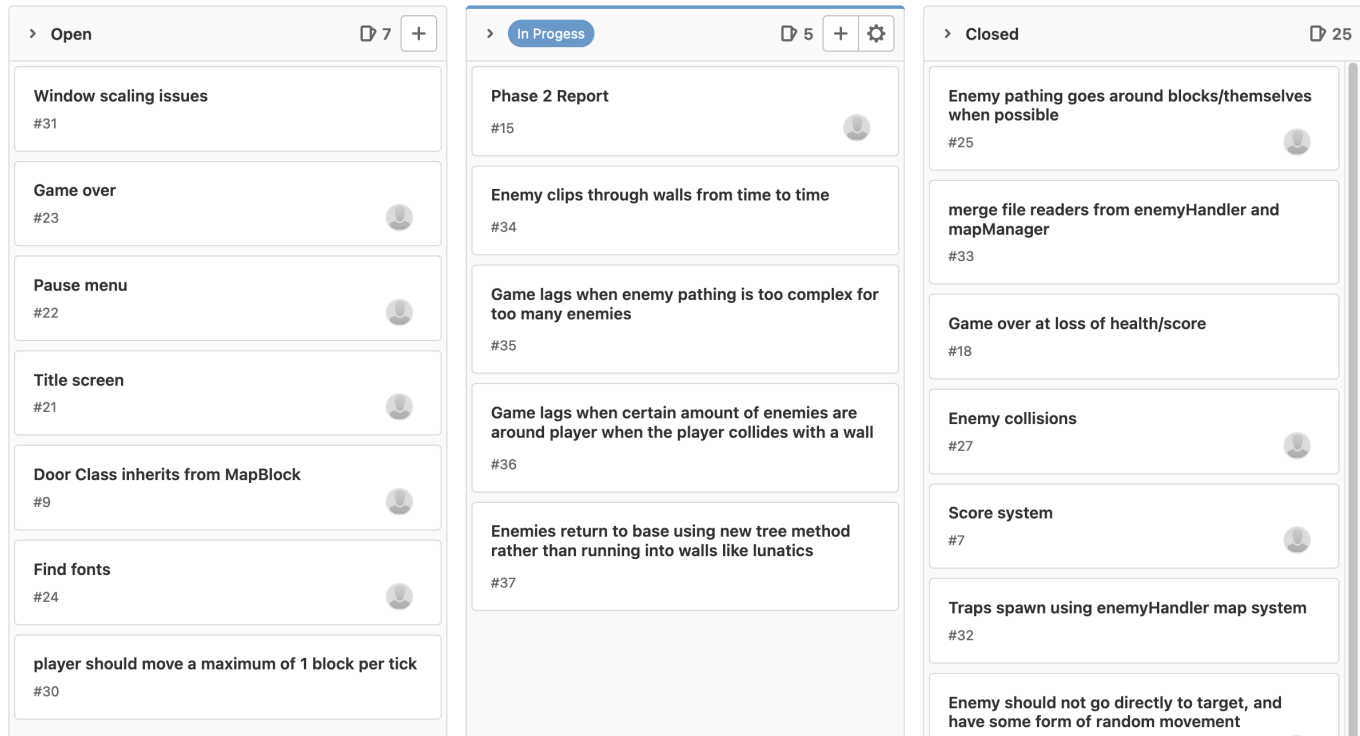 Open
7
Window scaling issues
#31
Game over
#23
Pause menu
#22
Title screen
#21
Door Class inherits from MapBlock
#9
Find fonts
#24
player should move a maximum of 1 block per tick
#30
In Progess
5
Phase 2 Report
#15
Enemy clips through walls from time to time
#34
Game lags when enemy pathing is too complex for
too many enemies
#35
Game lags when certain amount of enemies are
around player when the player collides with a wall
#36
Enemies return to base using new tree method
rather than running into walls like lunatics
#37
Closed
25
Enemy pathing goes around blocks/themselves
when possible
#25
merge file readers from enemyHandler and
mapManager
#33
Game over at loss of health/score
#18
Enemy collisions
#27
Score system
#7
Traps spawn using enemyHandler map system
#32
Enemy should not go directly to target, and
have some form of random movement